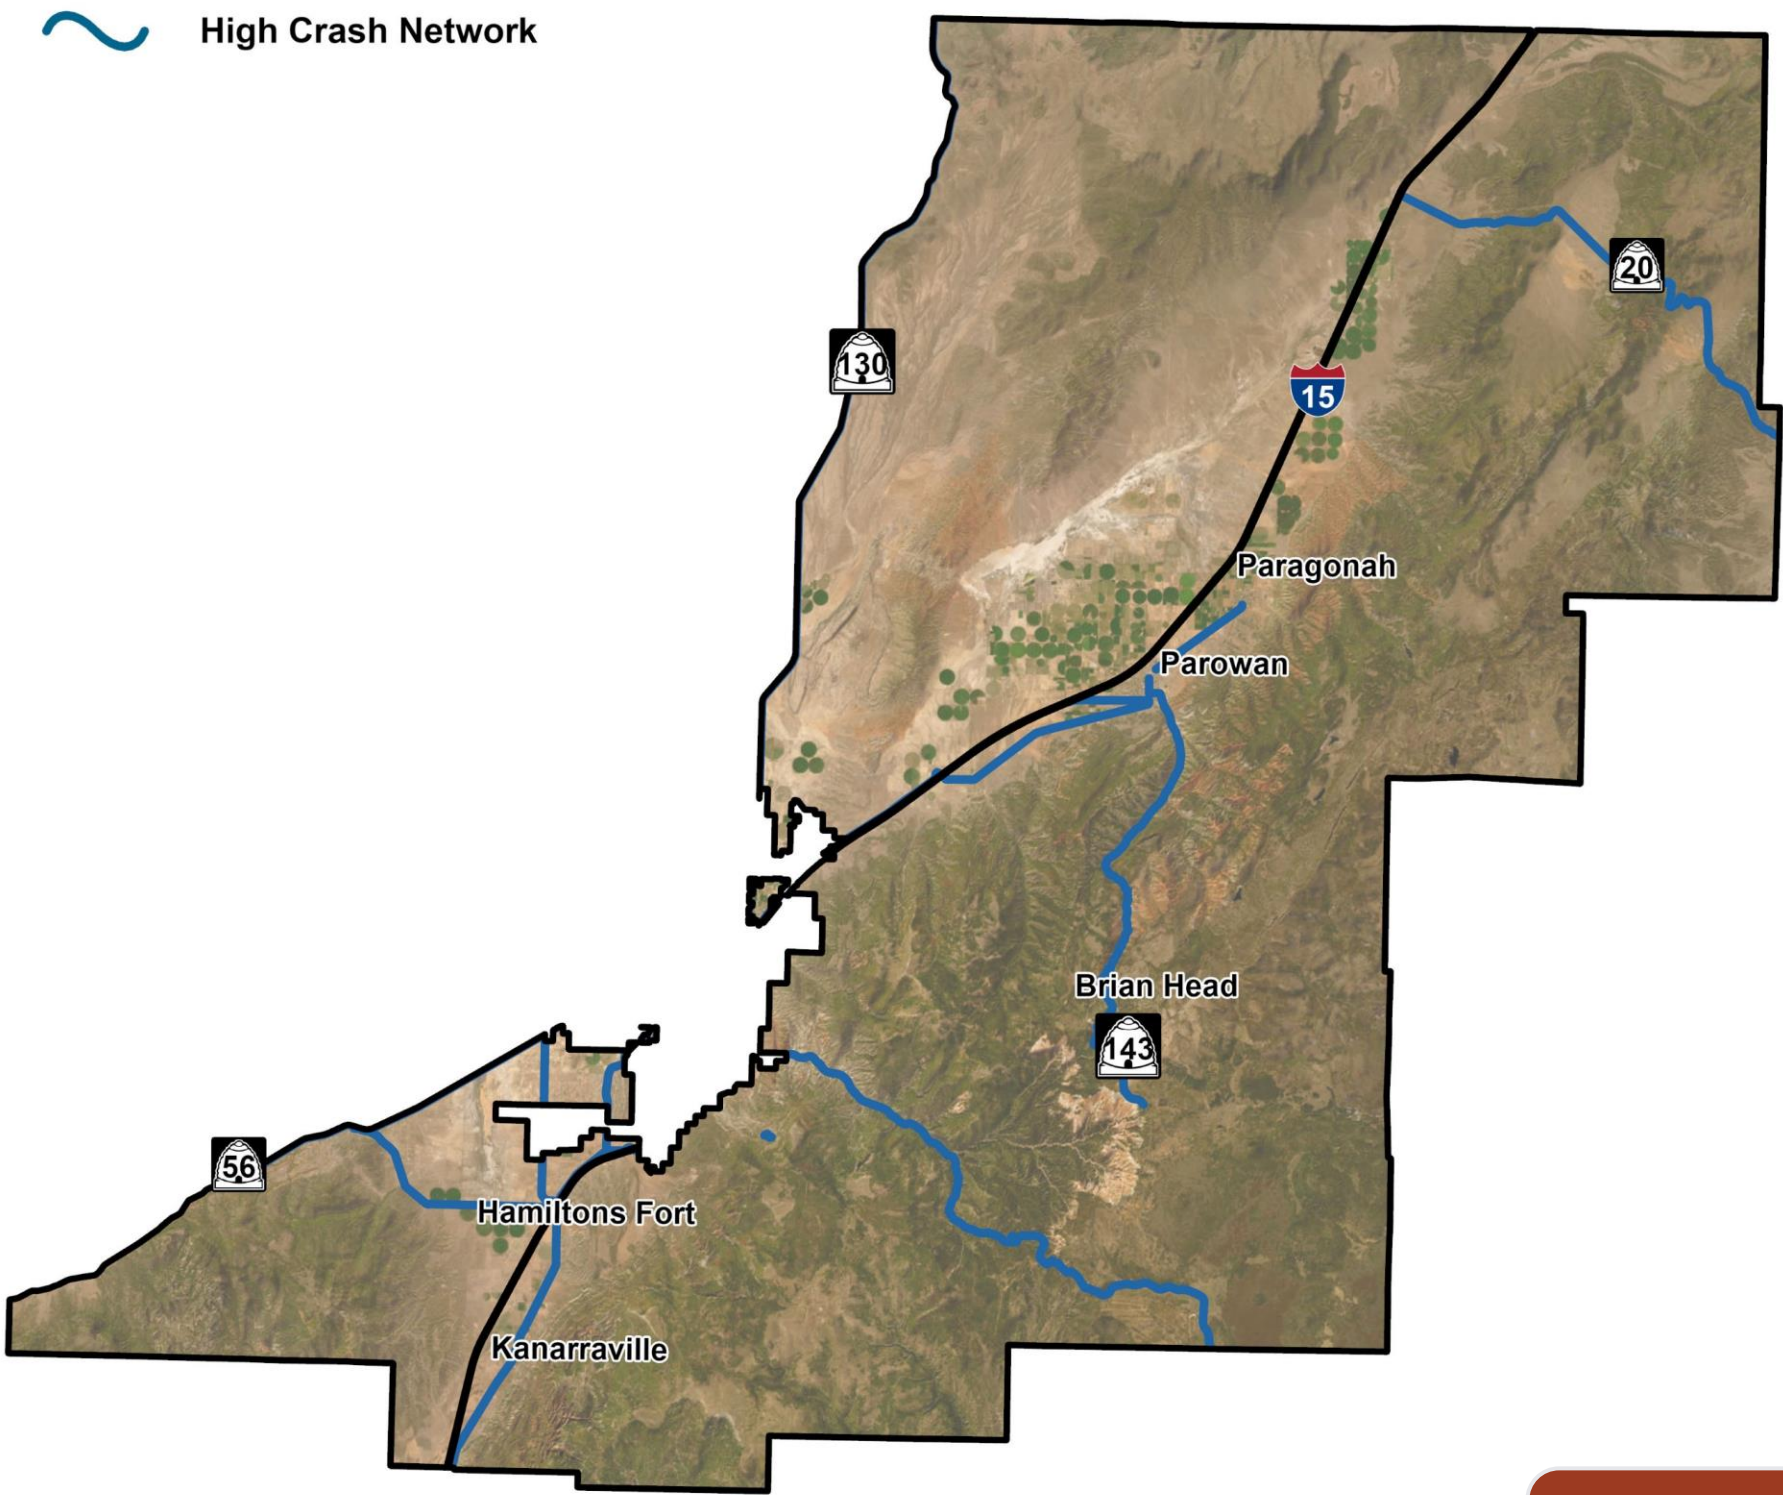 High Crash Network
20
130
15
Paragonah
Parowan
Brian Head
143
56
Hamiltons Fort
Kanarraville